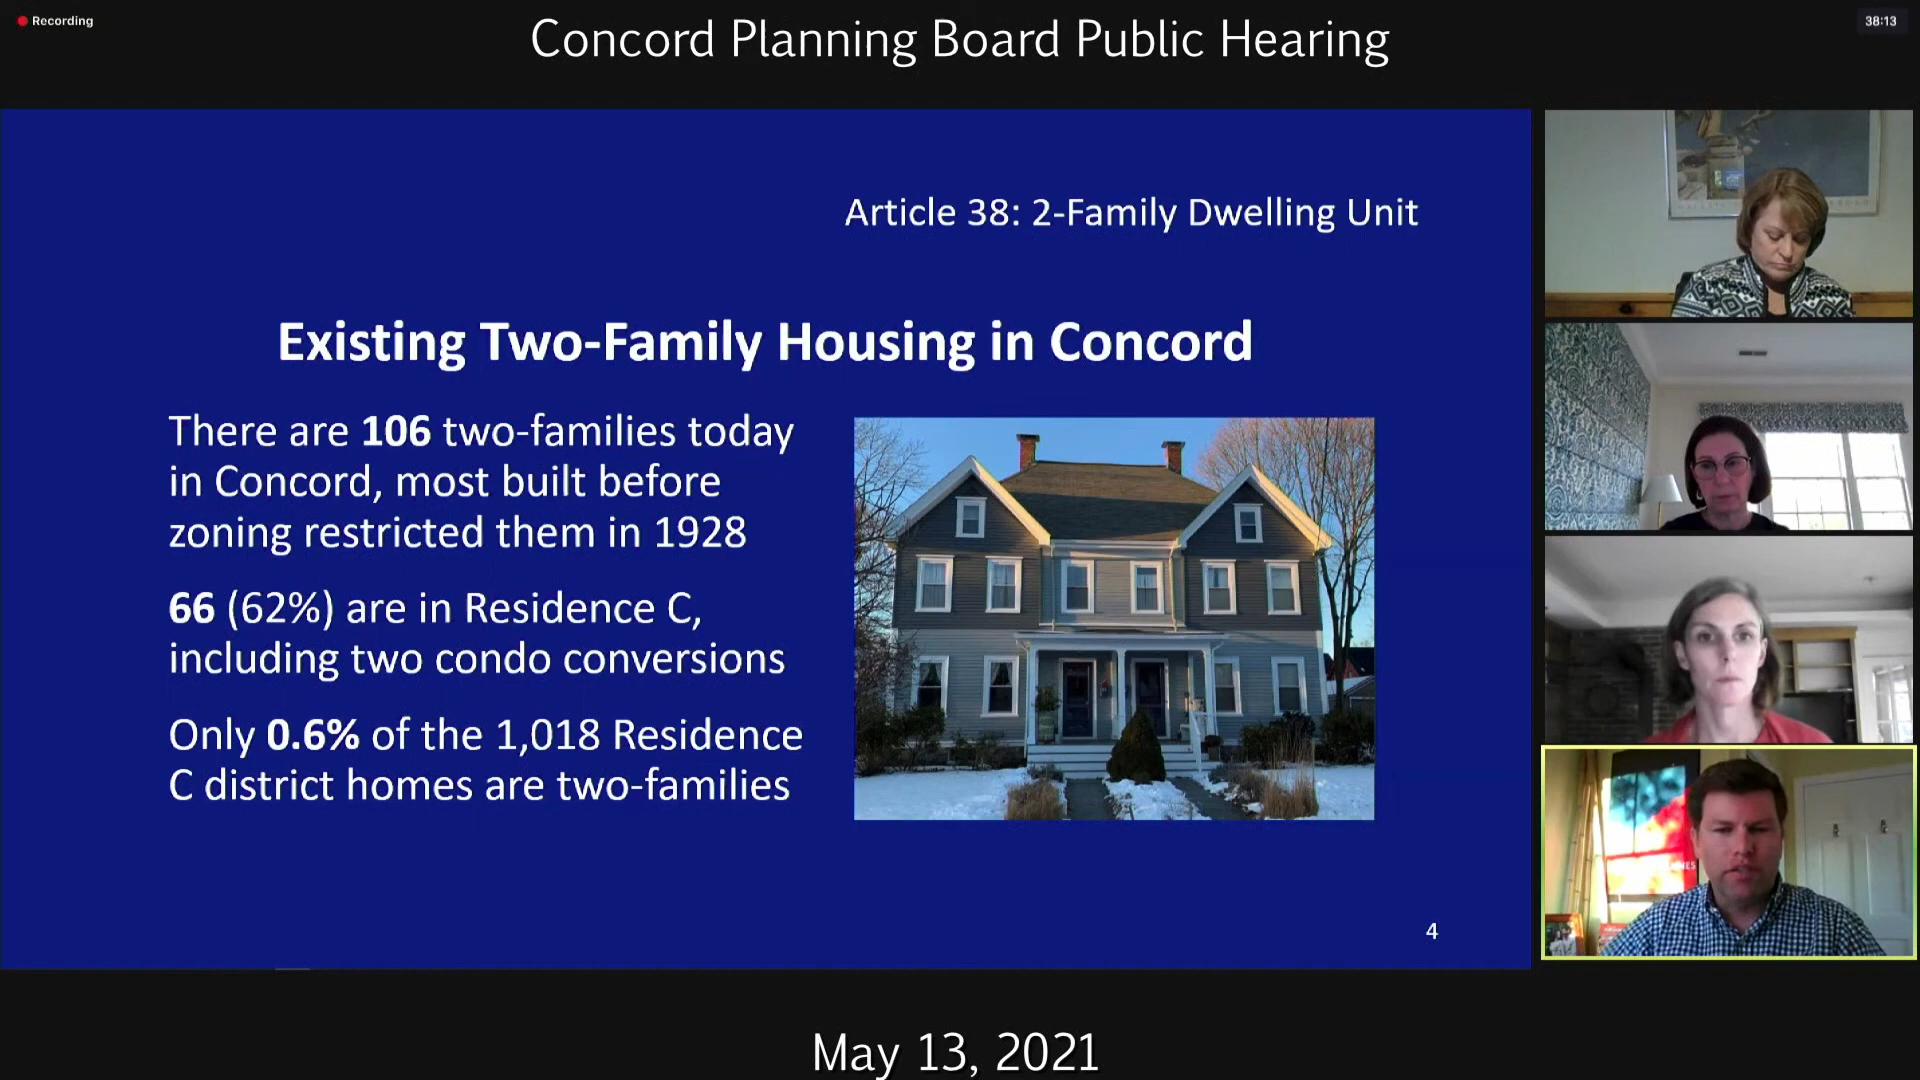 Recording
38:13
Concord Planning Board Public Hearing
Article 38: 2-Family Dwelling Unit
Existing Two-Family Housing in Concord
There are 106 two-families today
in Concord, most built before
zoning restricted them in 1928
66 (62%) are in Residence C,
including two condo conversions
Only 0.6% of the 1,018 Residence
C district homes are two-families
4
May 13, 2021